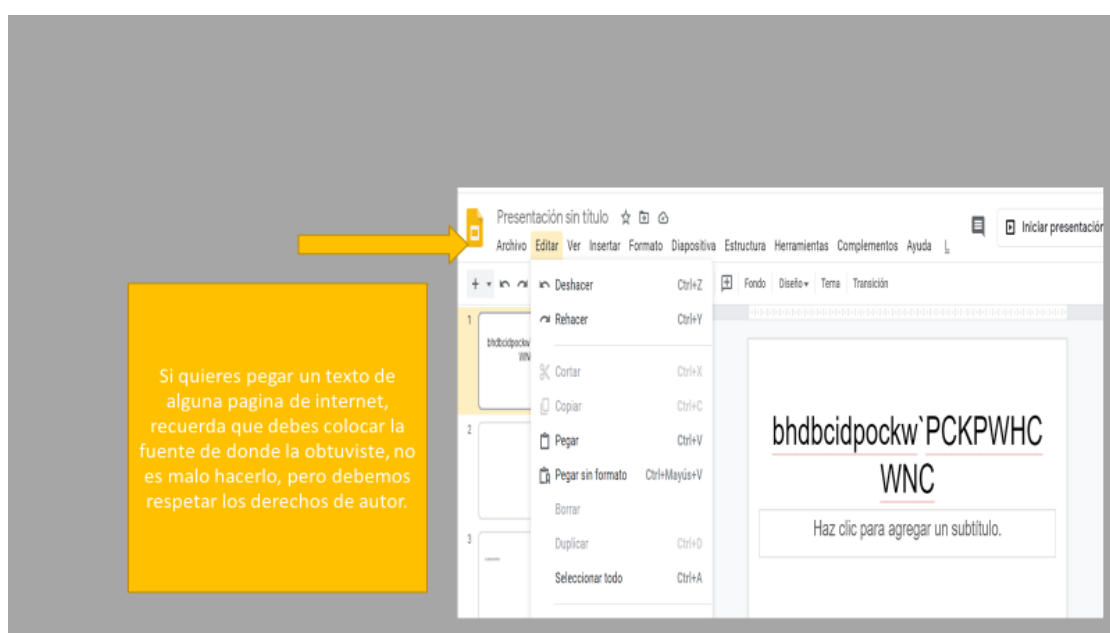 Presentación sin título
Iniciar presentación
Archivo Editar Ver Insertar Formato Diapositiva Estructura Herramientas Complementos Ayuda
Deshacer Ctrl+Z
Fondo Diseño Tema Transición
Rehacer Ctrl+Y
Cortar Ctrl+X
Copiar Ctrl+C
Pegar Ctrl+V
Pegar sin formato Ctrl+Mayús+V
Borrar
Duplicar Ctrl+D
Seleccionar todo Ctrl+A
1
2
3
bhdbcidpockw`PCKPWHC
WNC
Haz clic para agregar un subtítulo.
Si quieres pegar un texto de
alguna pagina de internet,
recuerda que debes colocar la
fuente de donde la obtuviste, no
es malo hacerlo, pero debemos
respetar los derechos de autor.